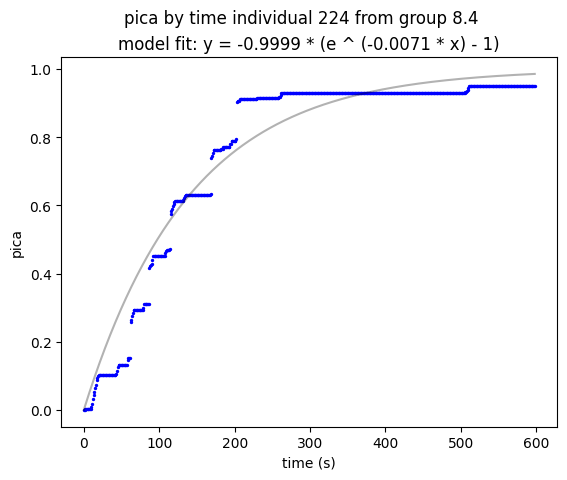 pica by time individual 224 from group 8.4
model fit: y = -0.9999 * (e ^ (-0.0071 * x) - 1)
1.0
0.8
0.6
0.4
0.2
0.0
pica
0 100 200 300 400 500 600
time (s)